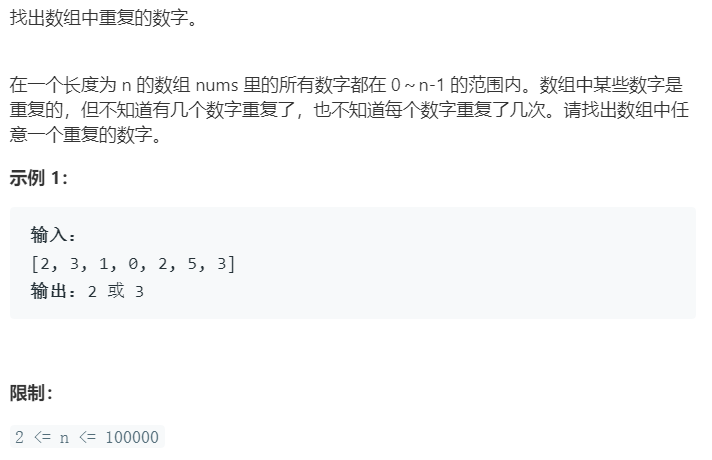 找出数组中重复的数字。
在一个长度为 n 的数组 nums 里的所有数字都在 0～n-1 的范围内。数组中某些数字是
重复的，但不知道有几个数字重复了，也不知道每个数字重复了几次。请找出数组中任
意一个重复的数字。
示例 1：
输入：
[2, 3, 1, 0, 2, 5, 3]
输出：2 或 3
限制：
2 <= n <= 100000